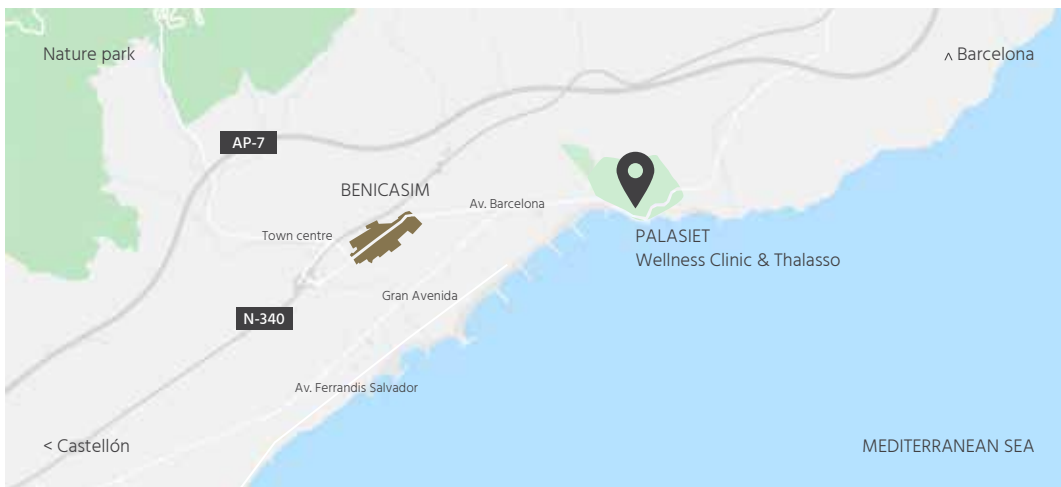 Nature park
˄ Barcelona
AP-7
BENICASIM
Av. Barcelona
Town centre
PALASIET
Wellness Clinic & Thalasso
Gran Avenida
N-340
Av. Ferrandis Salvador
< Castellón
MEDITERRANEAN SEA